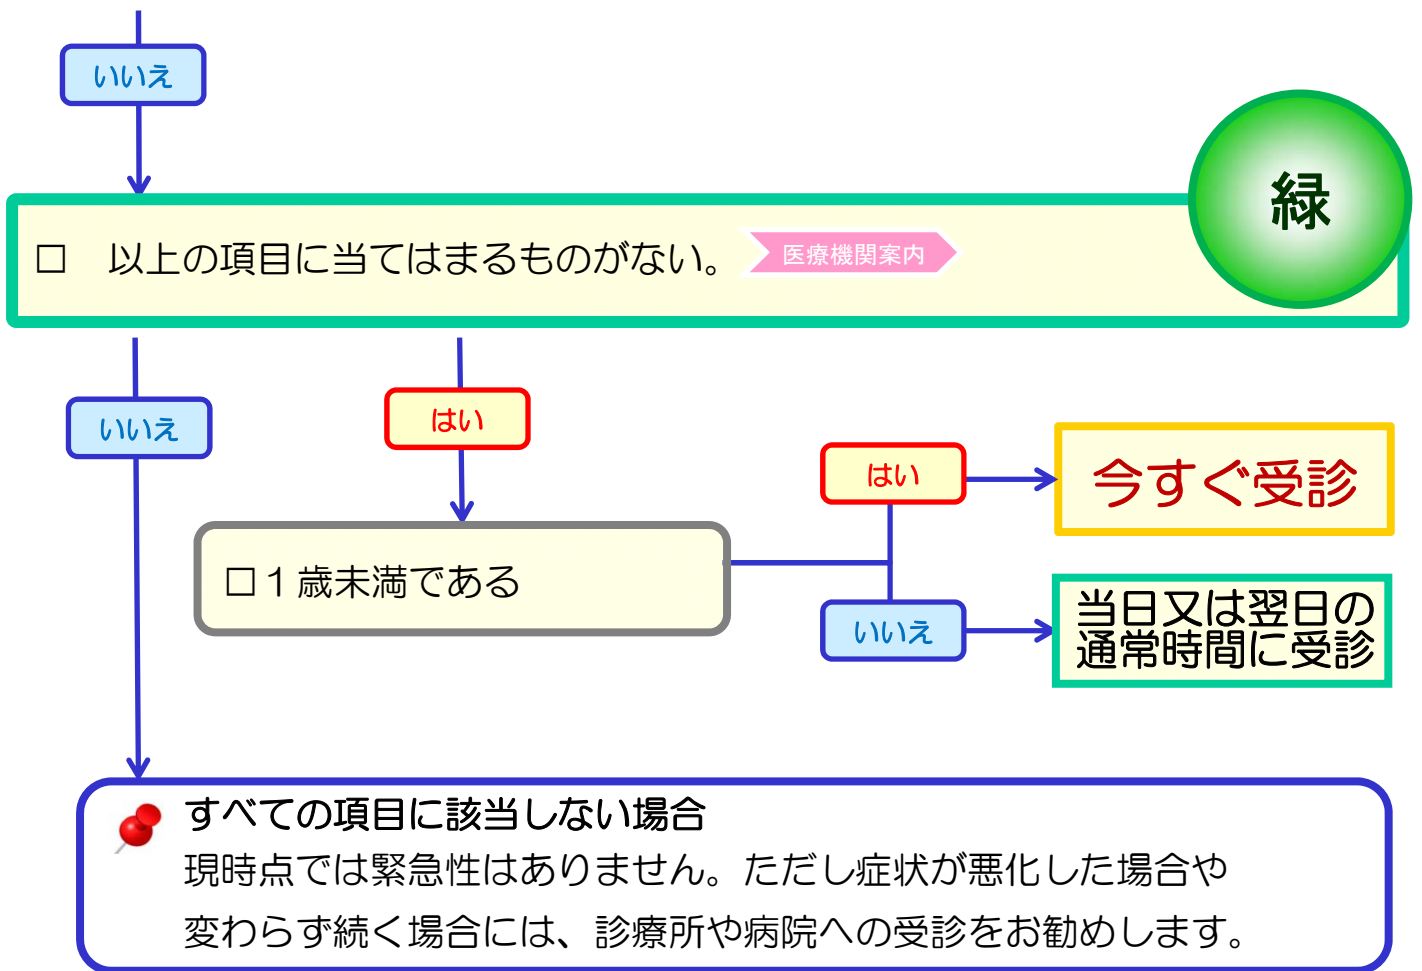 いいえ
緑
□ 以上の項目に当てはまるものがない。 医療機関案内
いいえ
はい
はい
今すぐ受診
□１歳未満である
いいえ
当日又は翌日の
通常時間に受診
すべての項目に該当しない場合
現時点では緊急性はありません。ただし症状が悪化した場合や
変わらず続く場合には、診療所や病院への受診をお勧めします。